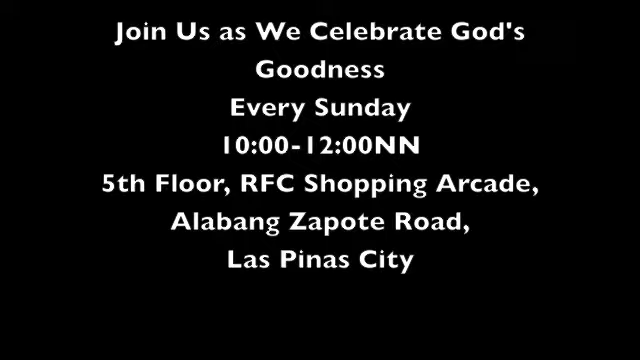 Join Us as We Celebrate God's
Goodness
Every Sunday
10:00-12:00NN
5th Floor, RFC Shopping Arcade,
Alabang Zapote Road,
Las Pinas City